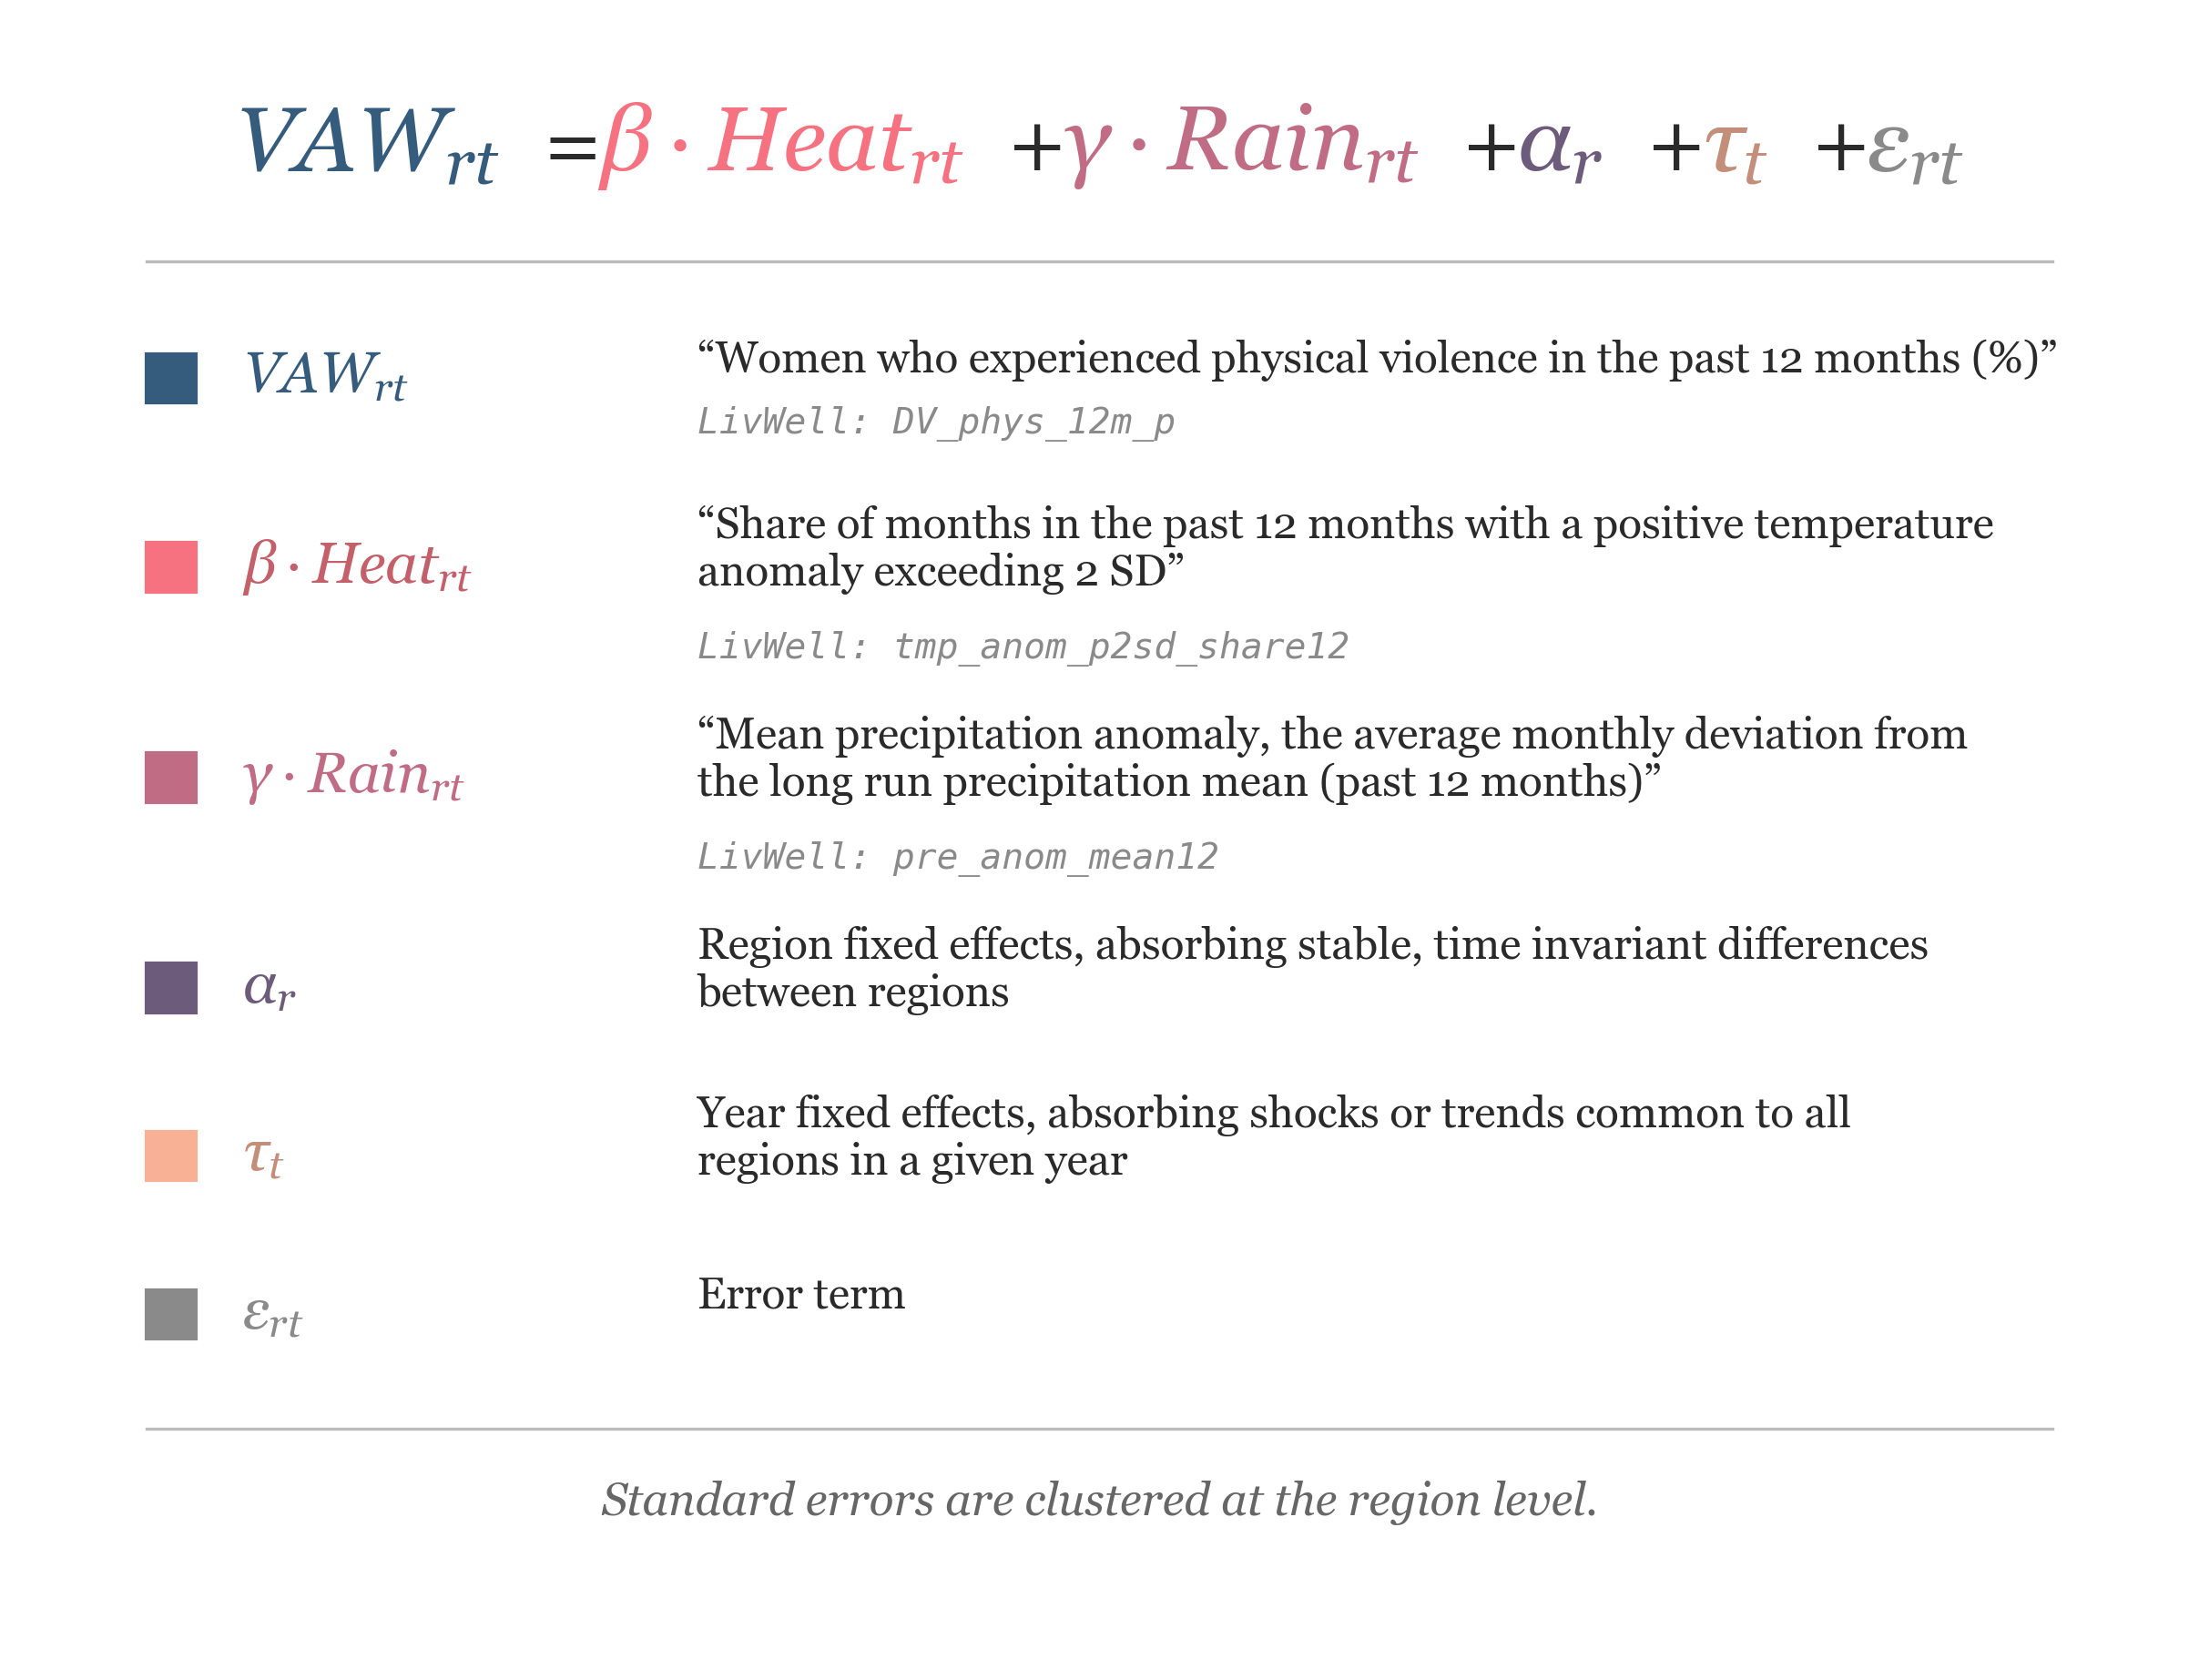 VAW_rt = β · Heat_rt + γ · Rain_rt + α_r + τ_t + ε_rt
VAW_rt
“Women who experienced physical violence in the past 12 months (%)”
LivWell: DV_phys_12m_p
β · Heat_rt
“Share of months in the past 12 months with a positive temperature
anomaly exceeding 2 SD”
LivWell: tmp_anom_p2sd_share12
γ · Rain_rt
“Mean precipitation anomaly, the average monthly deviation from
the long run precipitation mean (past 12 months)”
LivWell: pre_anom_mean12
α_r
Region fixed effects, absorbing stable, time invariant differences
between regions
τ_t
Year fixed effects, absorbing shocks or trends common to all
regions in a given year
ε_rt
Error term
Standard errors are clustered at the region level.